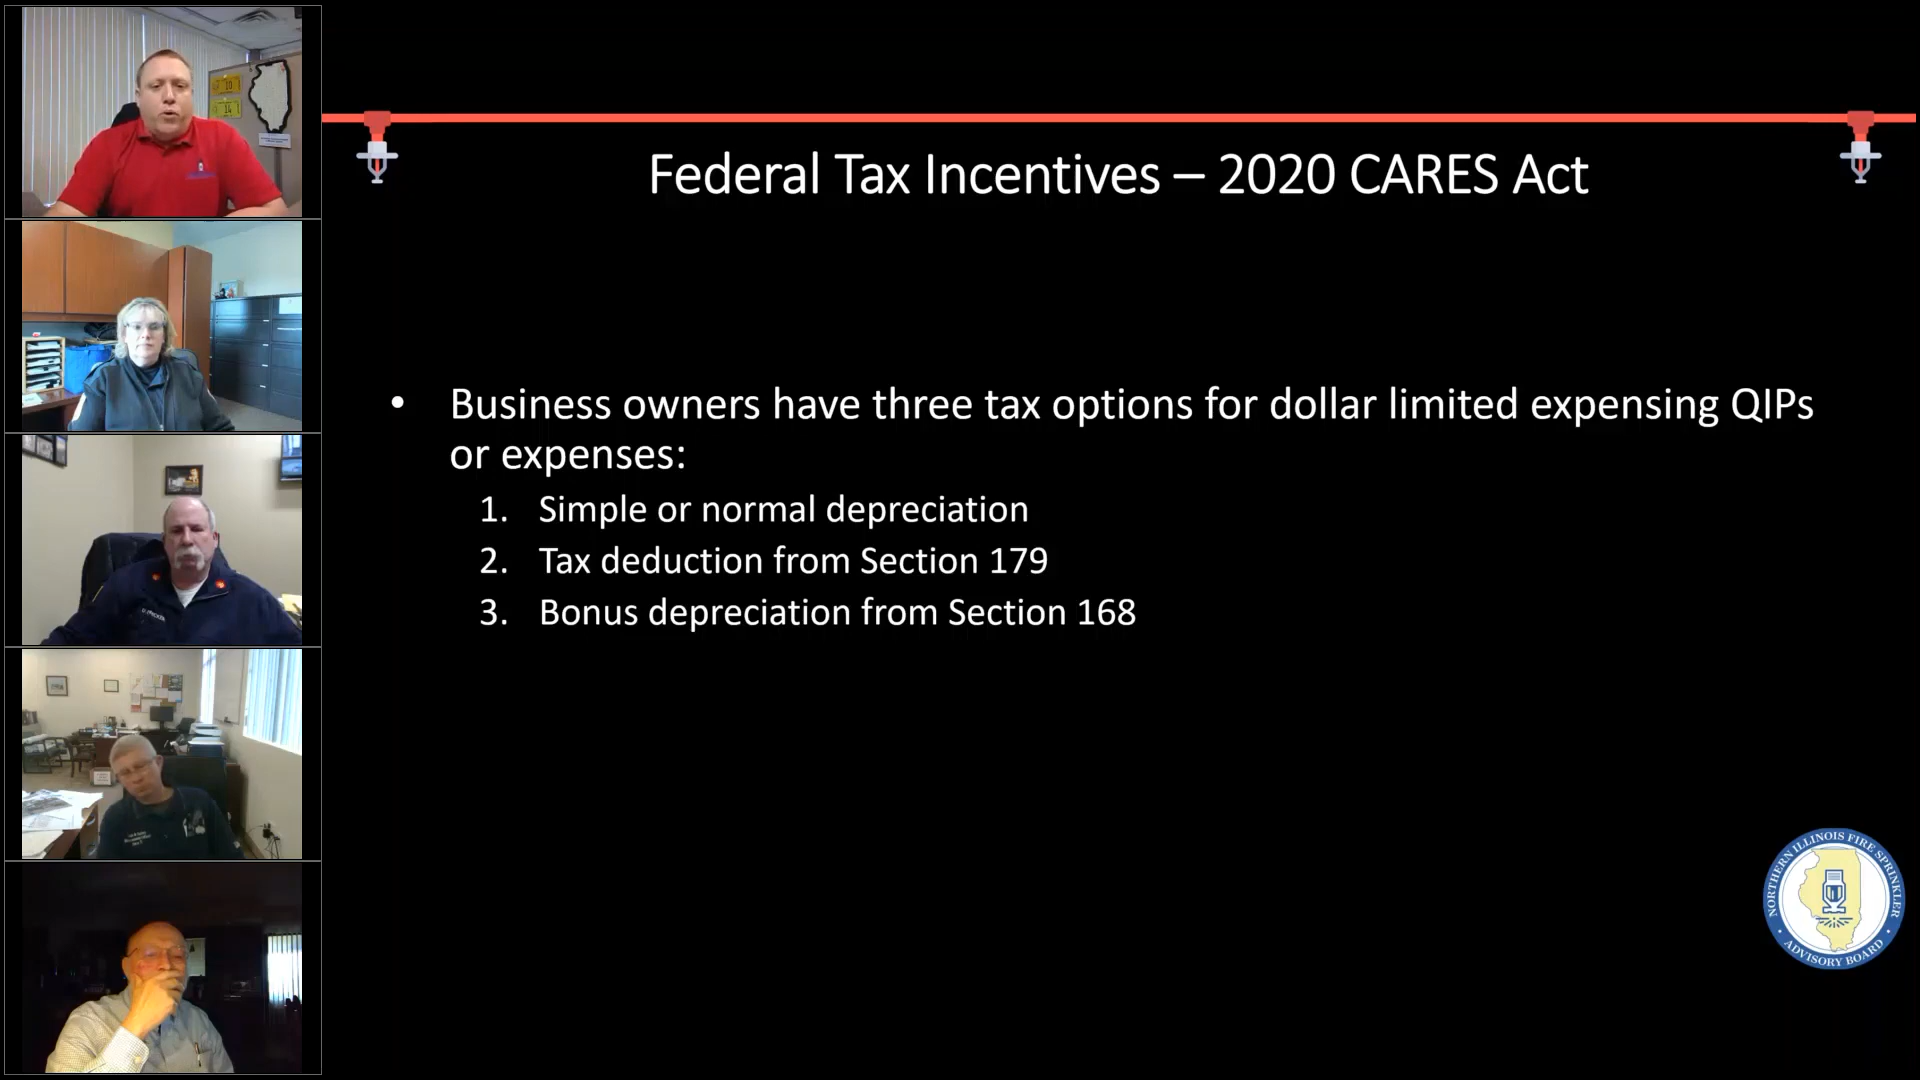 Federal Tax Incentives – 2020 CARES Act
• Business owners have three tax options for dollar limited expensing QIPs
or expenses:
1. Simple or normal depreciation
2. Tax deduction from Section 179
3. Bonus depreciation from Section 168
NORTHERN ILLINOIS FIRE SPRINKLER
• ADVISORY BOARD •